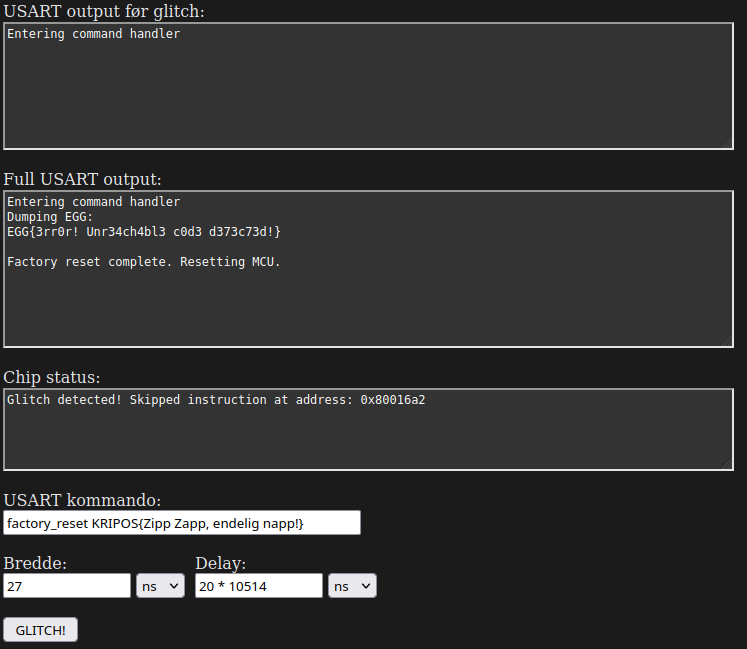 USART output før glitch:
Entering command handler
Full USART output:
Entering command handler
Dumping EGG:
EGG{3rr0r! Unr34ch4bl3 c0d3 d373c73d!}
Factory reset complete. Resetting MCU.
Chip status:
Glitch detected! Skipped instruction at address: 0x80016a2
USART kommando:
factory_reset KRIPOS{Zipp Zapp, endelig napp!}
Bredde: Delay:
27 ns 20 * 10514 ns
GLITCH!